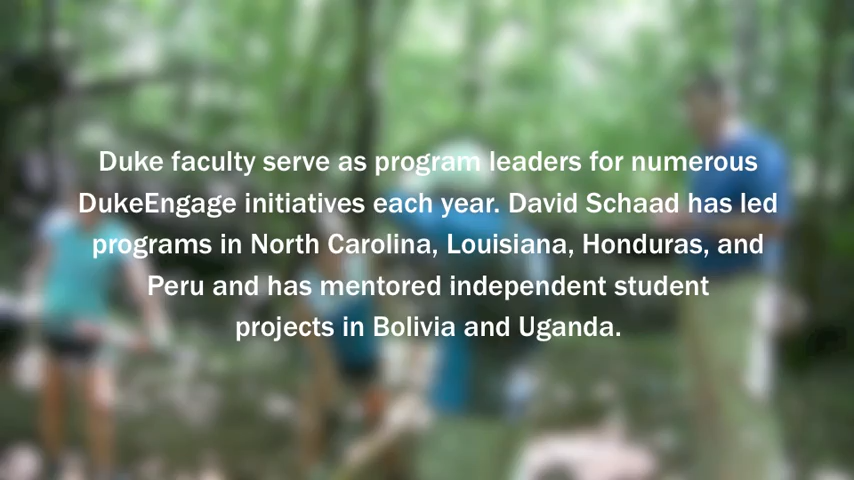 Duke faculty serve as program leaders for numerous
DukeEngage initiatives each year. David Schaad has led
programs in North Carolina, Louisiana, Honduras, and
Peru and has mentored independent student
projects in Bolivia and Uganda.